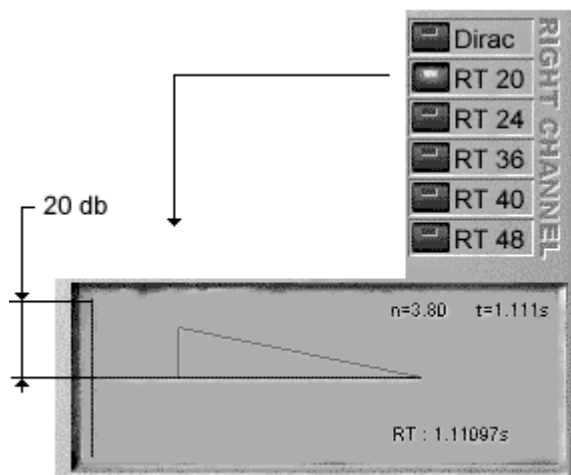 Dirac
RT 20
RT 24
RT 36
RT 40
RT 48
RIGHT CHANNEL
20 db
n=3.80 t=1.111s
RT : 1.11097s